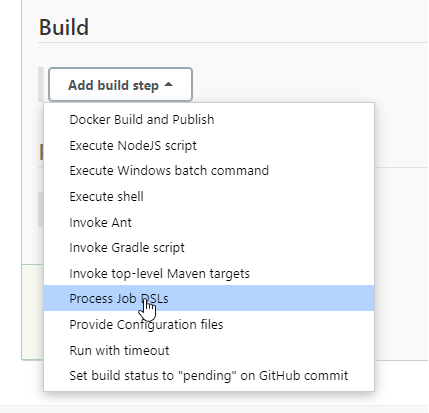 Build
Add build step
Docker Build and Publish
Execute NodeJS script
Execute Windows batch command
Execute shell
Invoke Ant
Invoke Gradle script
Invoke top-level Maven targets
Process Job DSLs
Provide Configuration files
Run with timeout
Set build status to "pending" on GitHub commit